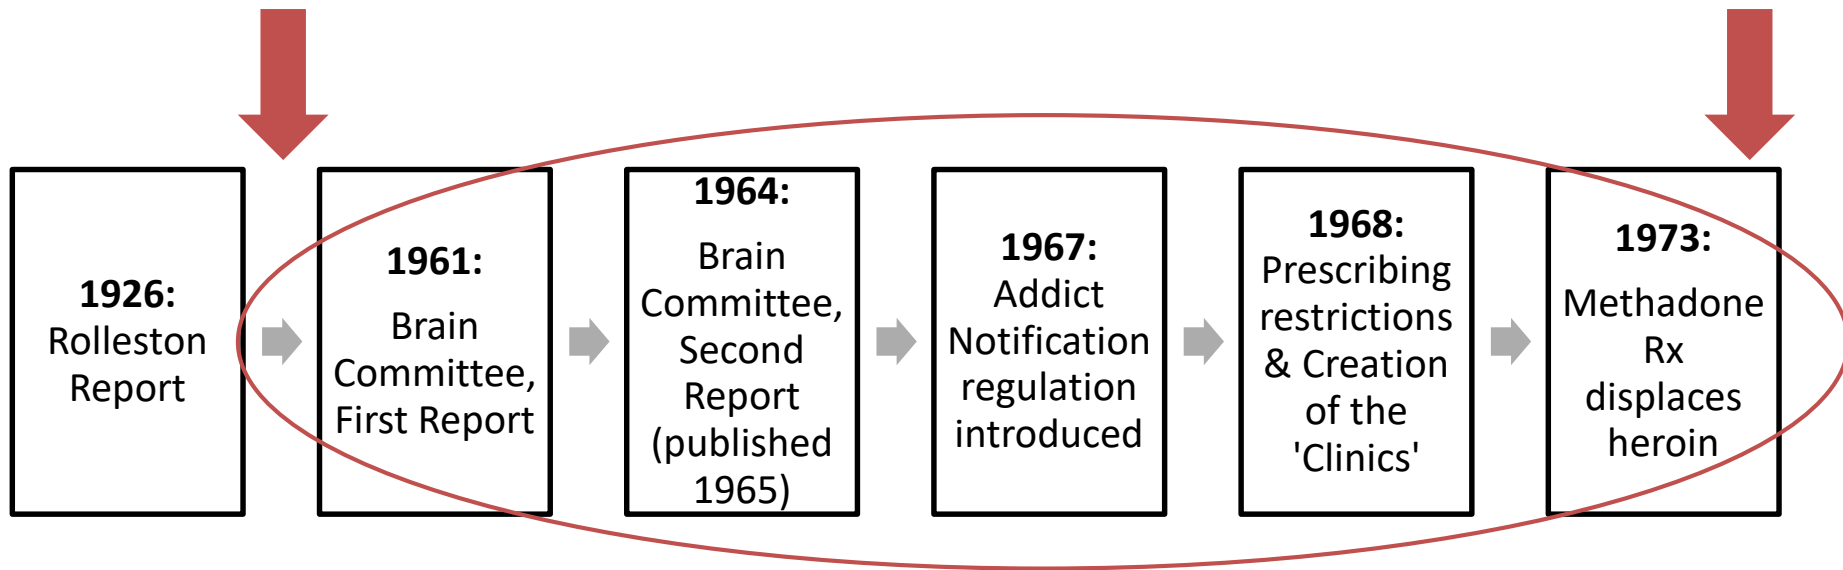 1926:
Rolleston
Report
1961:
Brain
Committee,
First Report
1964:
Brain
Committee,
Second
Report
(published
1965)
1967:
Addict
Notification
regulation
introduced
1968:
Prescribing
restrictions
& Creation
of the
'Clinics'
1973:
Methadone
Rx
displaces
heroin